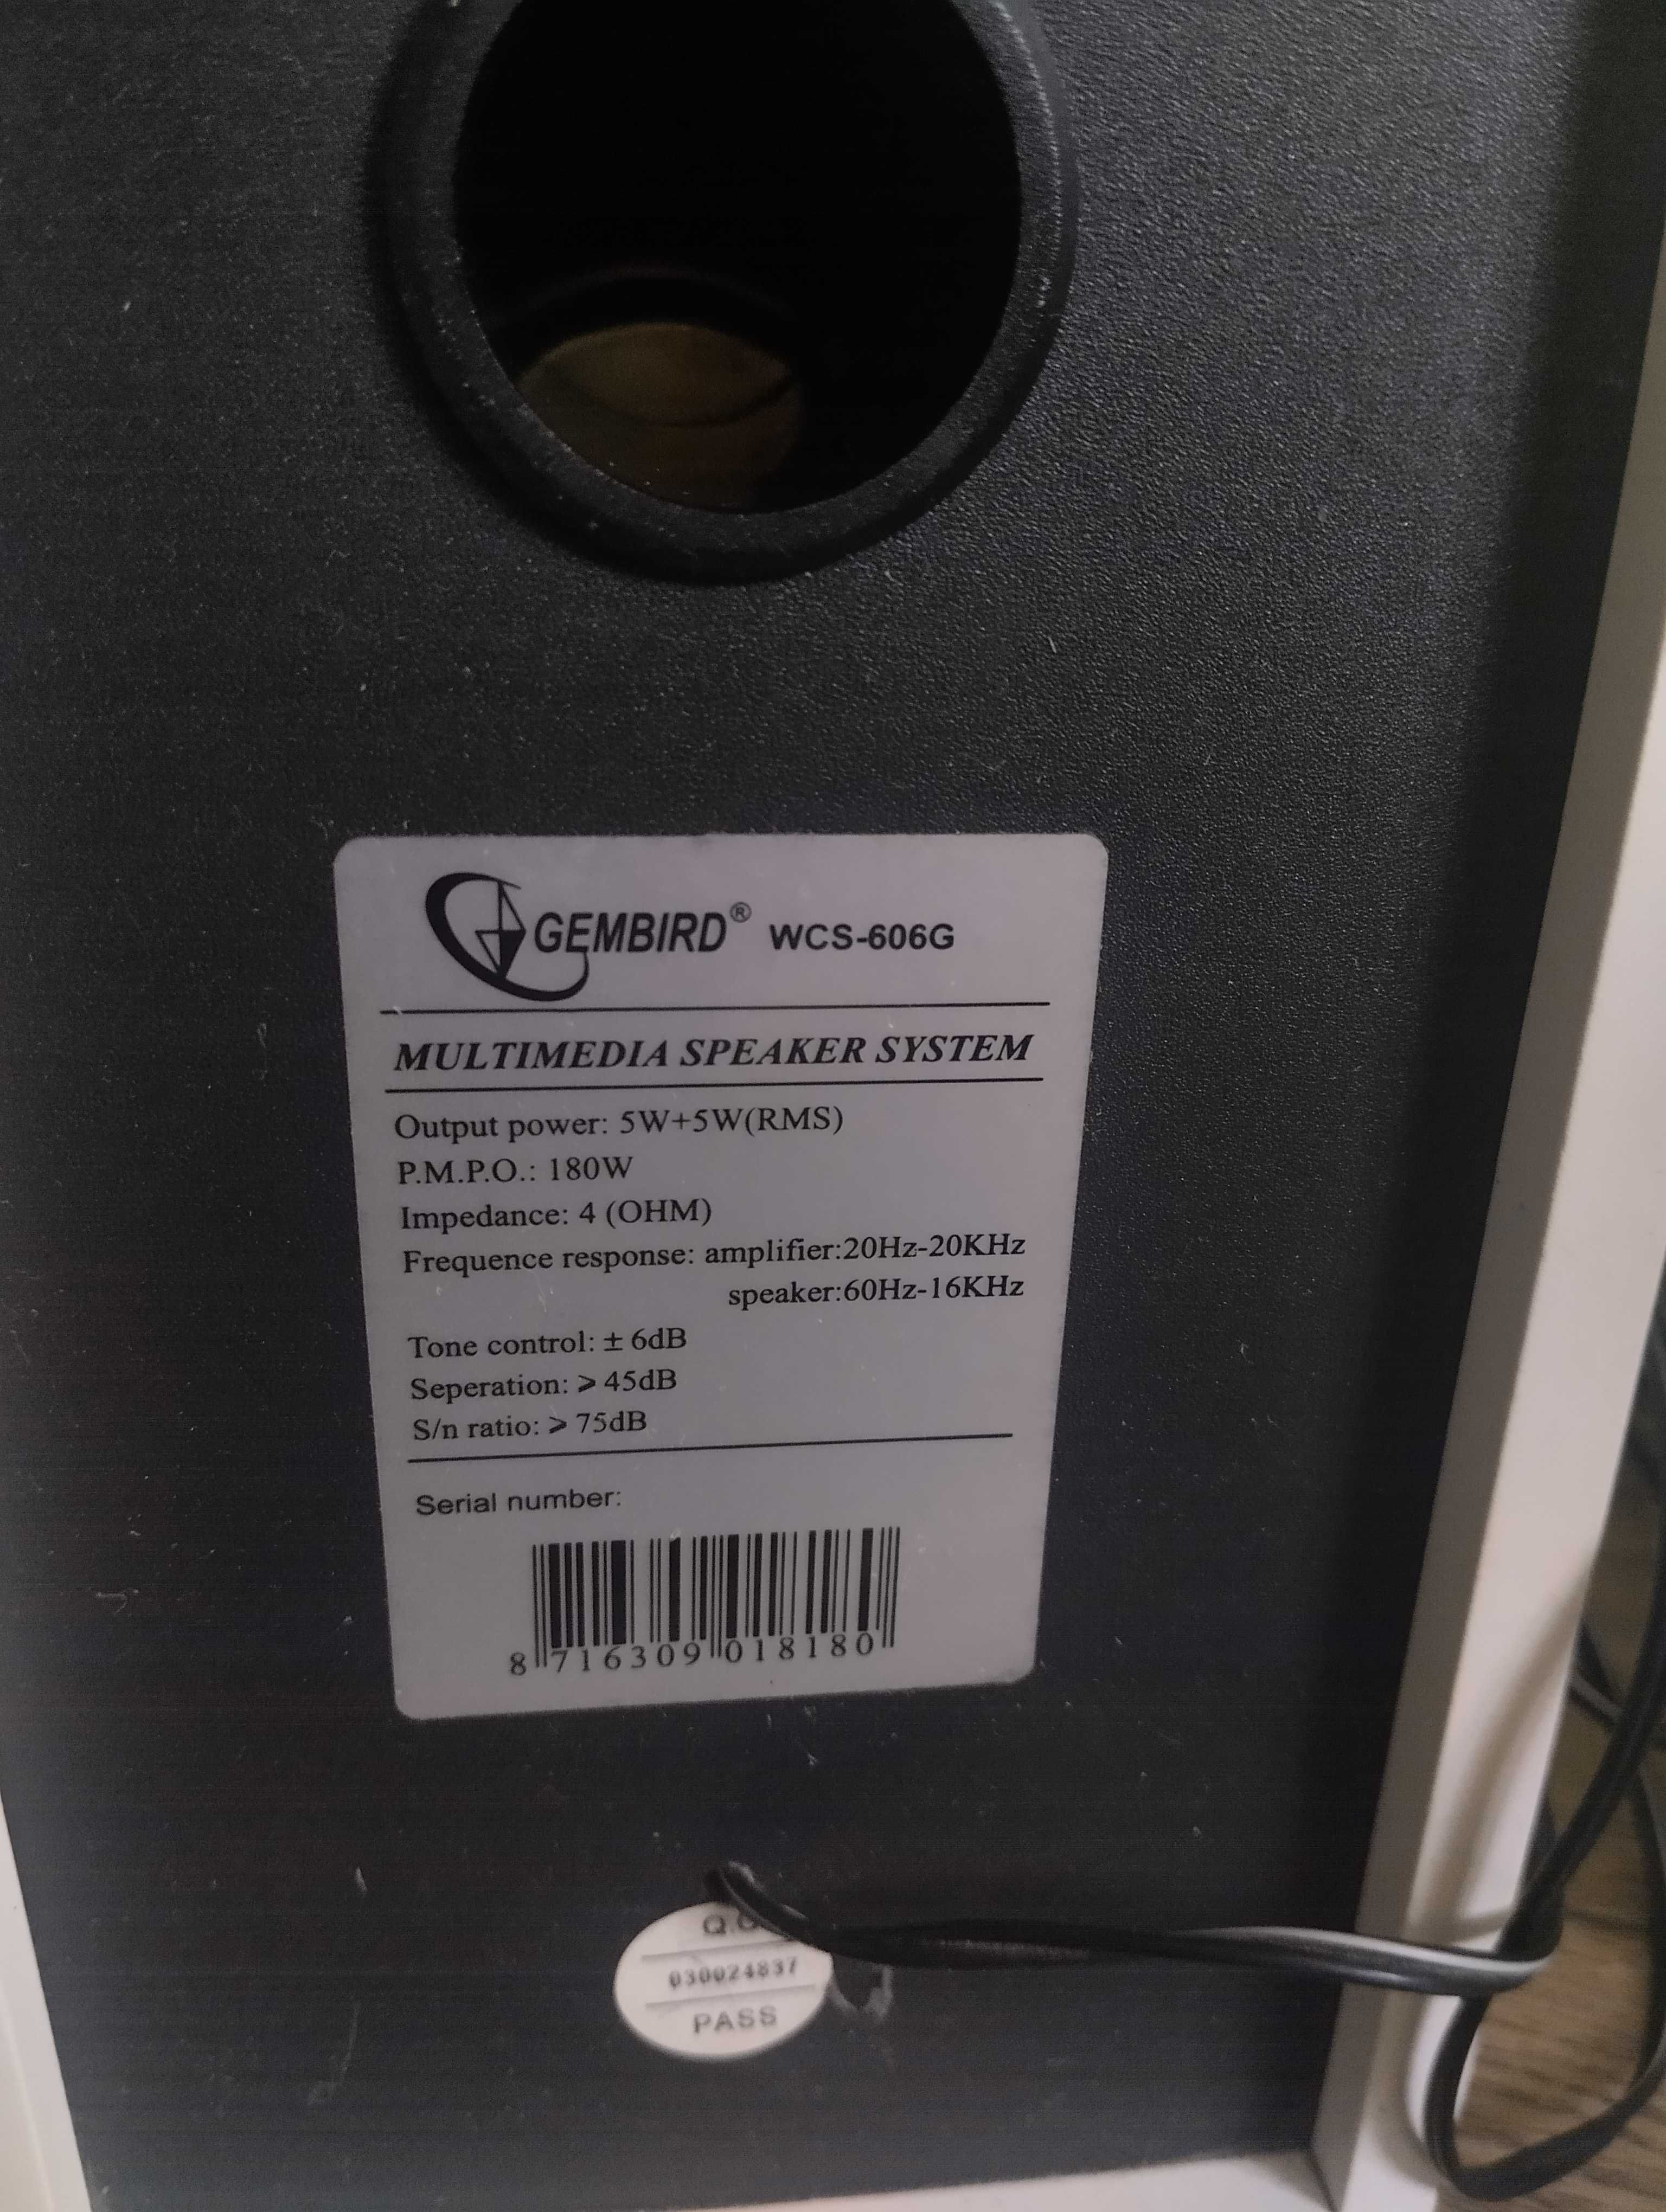 GEMBIRD® WCS-606G
MULTIMEDIA SPEAKER SYSTEM
Output power: 5W+5W(RMS)
P.M.P.O.: 180W
Impedance: 4 (OHM)
Frequence response: amplifier:20Hz-20KHz
speaker:60Hz-16KHz
Tone control: ± 6dB
Seperation: ⩾ 45dB
S/n ratio: ⩾ 75dB
Serial number:
8 716309 018180
030024837
PASS